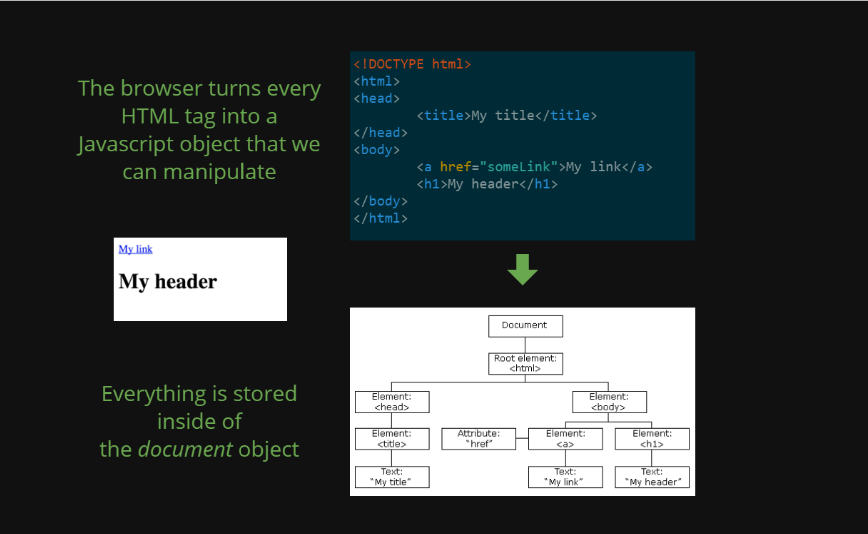 The browser turns every
HTML tag into a
Javascript object that we
can manipulate
<!DOCTYPE html>
<html>
<head>
<title>My title</title>
</head>
<body>
<a href="someLink">My link</a>
<h1>My header</h1>
</body>
</html>
My link
My header
Everything is stored
inside of
the document object
Document
Root element:
<html>
Element:
<head>
Element:
<body>
Element:
<title>
Attribute:
"href"
Element:
<a>
Element:
<h1>
Text:
"My title"
Text:
"My link"
Text:
"My header"